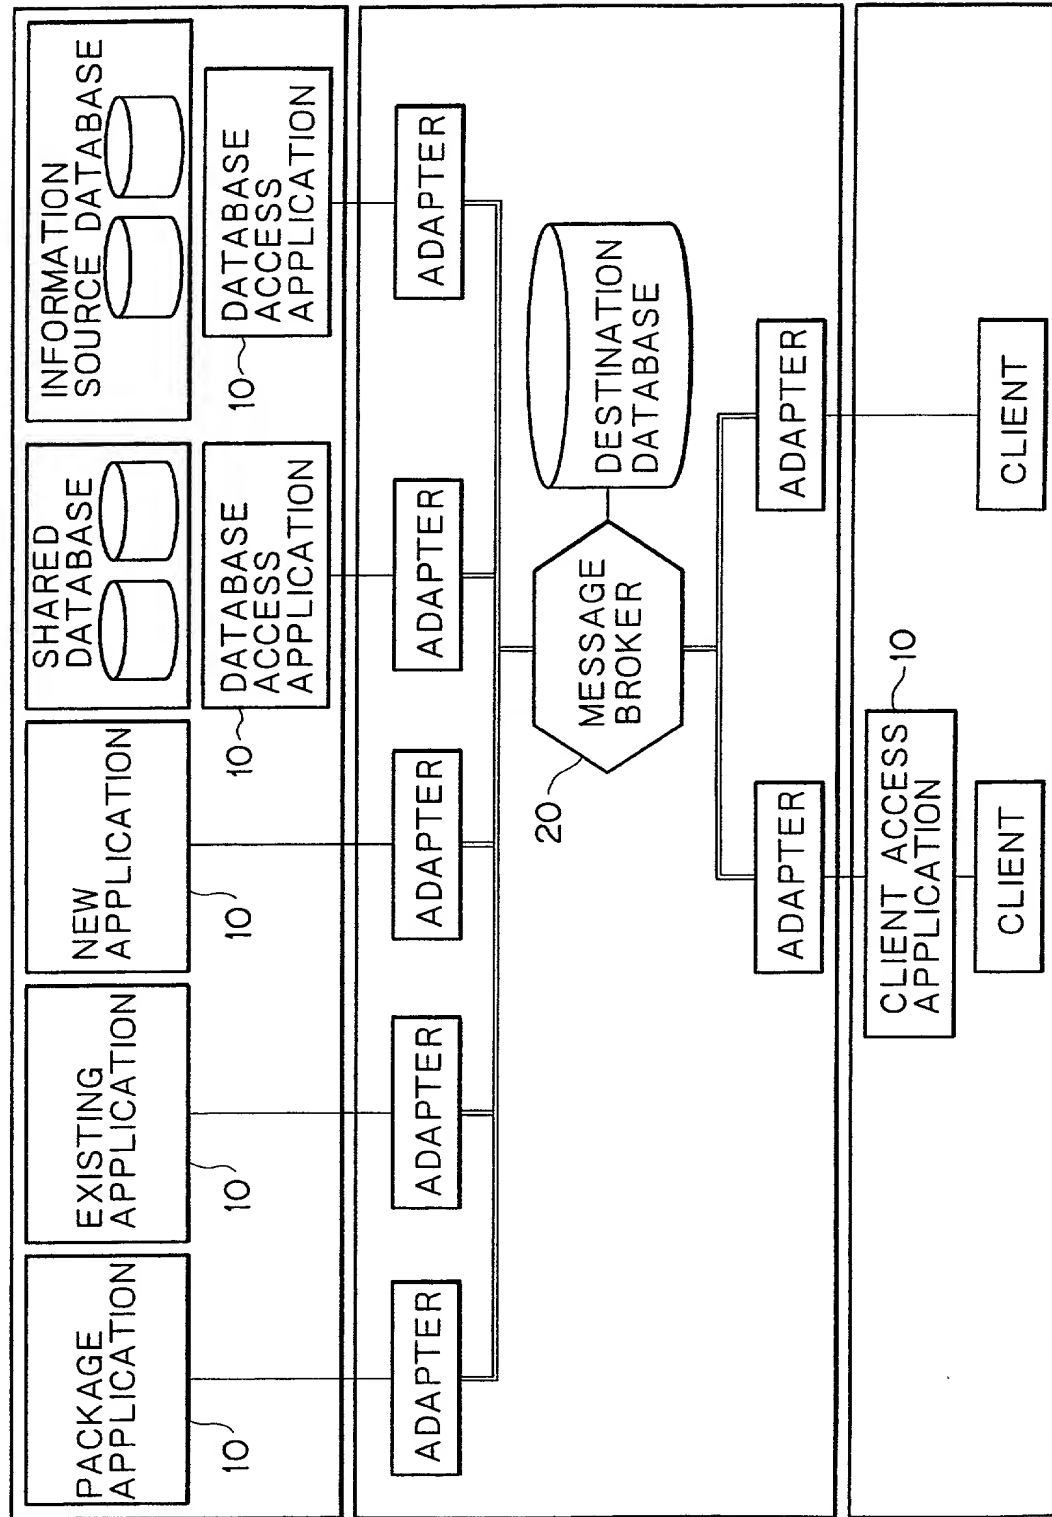 PACKAGE
APPLICATION
10
EXISTING
APPLICATION
10
NEW
APPLICATION
10
SHARED
DATABASE
DATABASE
ACCESS
APPLICATION
10
INFORMATION
SOURCE DATABASE
DATABASE
ACCESS
APPLICATION
10
ADAPTER
ADAPTER
ADAPTER
ADAPTER
ADAPTER
20
MESSAGE
BROKER
DESTINATION
DATABASE
ADAPTER
ADAPTER
CLIENT ACCESS
APPLICATION
10
CLIENT
CLIENT